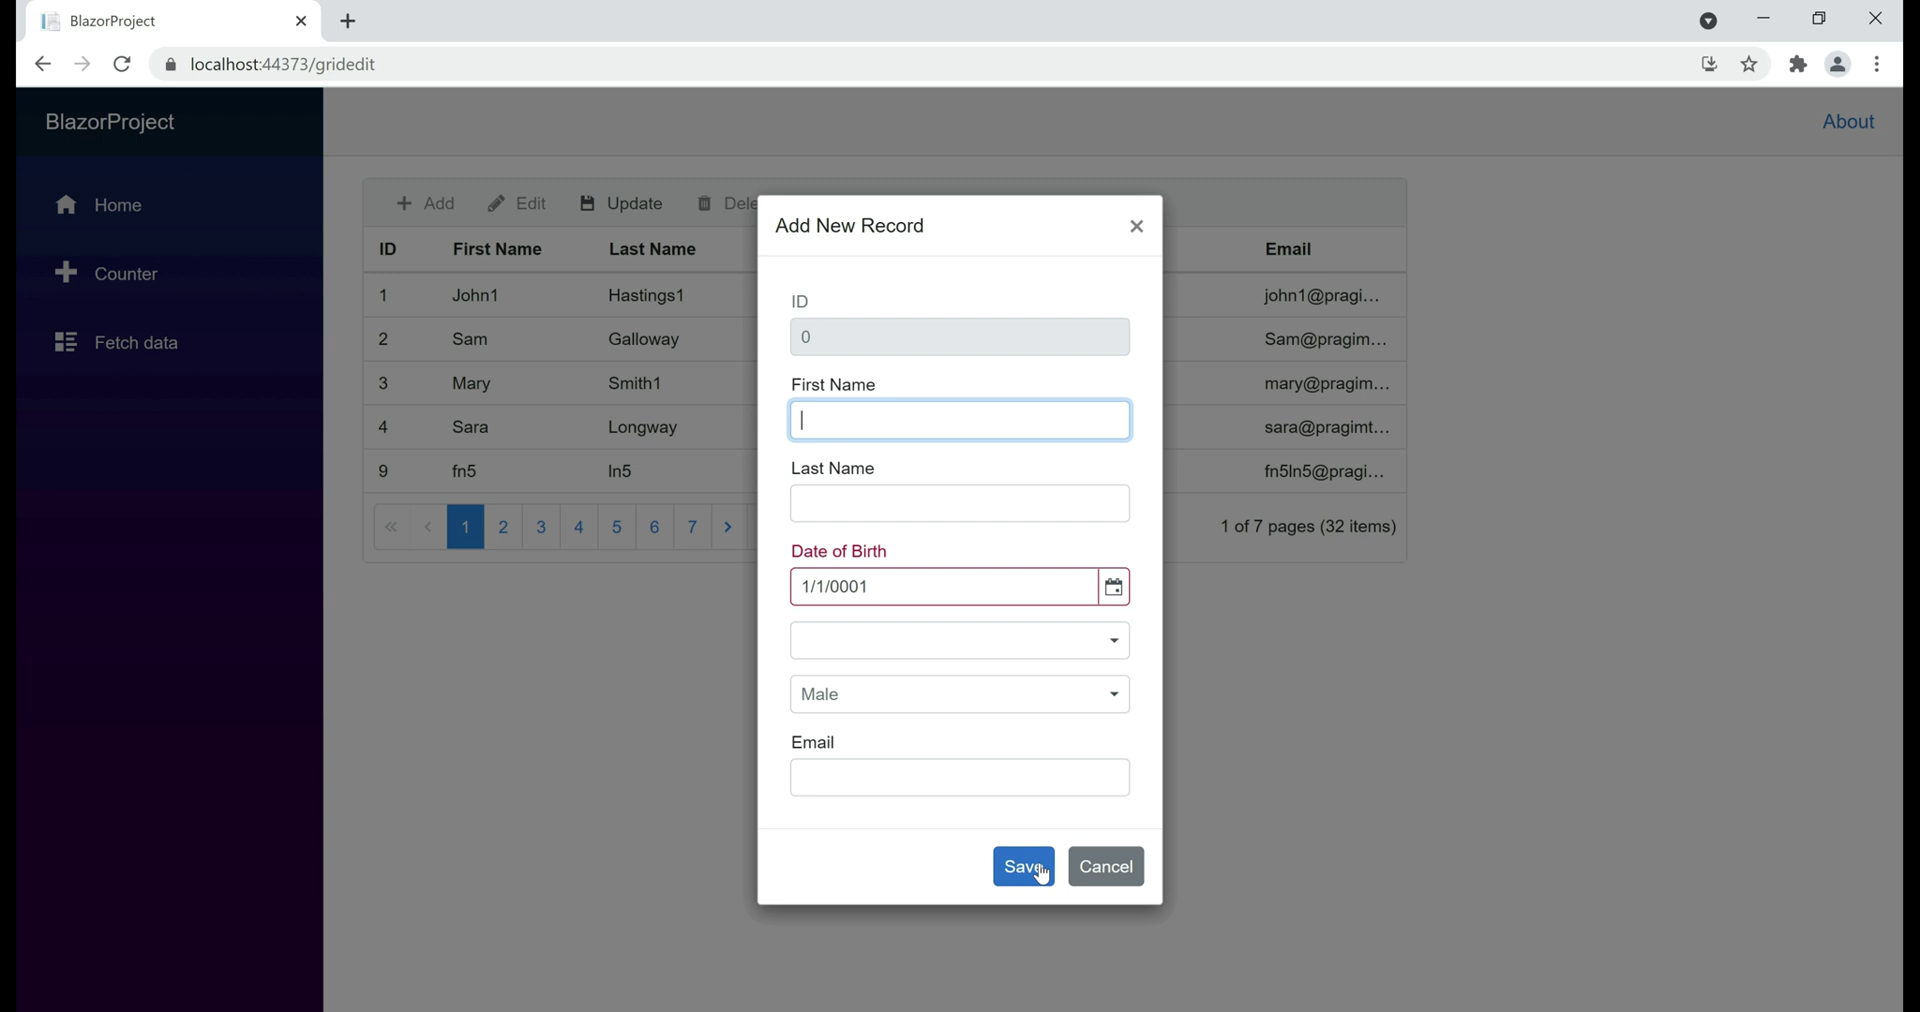 BlazorProject
localhost:44373/gridedit
BlazorProject
About
Home
Counter
Fetch data
Add Edit Update Dele
ID First Name Last Name Email
1 John1 Hastings1 john1@pragi...
2 Sam Galloway Sam@pragim...
3 Mary Smith1 mary@pragim...
4 Sara Longway sara@pragimt...
9 fn5 ln5 fn5ln5@pragi...
« ‹ 1 2 3 4 5 6 7 › 1 of 7 pages (32 items)
Add New Record
ID
0
First Name
Last Name
Date of Birth
1/1/0001
Male
Email
Save Cancel